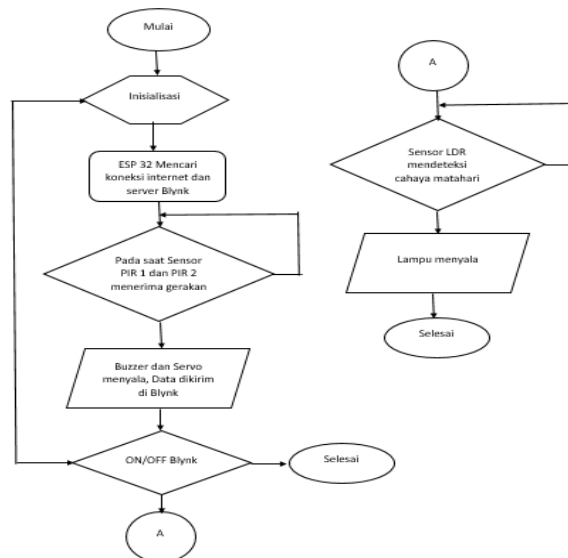 Mulai
Inisialisasi
ESP 32 Mencari
koneksi internet dan
server Blynk
Pada saat Sensor
PIR 1 dan PIR 2
menerima gerakan
Buzzer dan Servo
menyala, Data dikirim
di Blynk
ON/OFF Blynk
Selesai
A
A
Sensor LDR
mendeteksi
cahaya matahari
Lampu menyala
Selesai